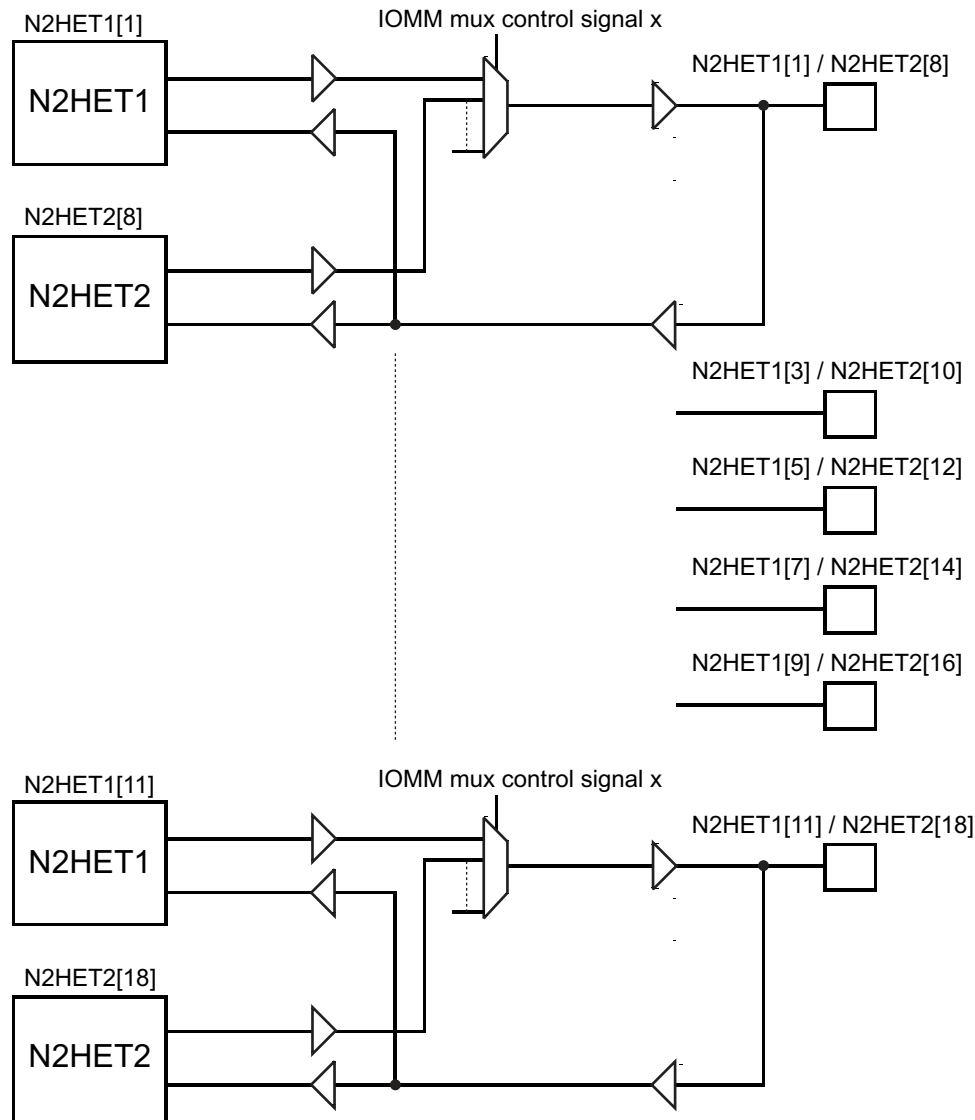 N2HET1[1]
IOMM mux control signal x
N2HET1[1] / N2HET2[8]
N2HET1
N2HET2[8]
N2HET2
N2HET1[3] / N2HET2[10]
N2HET1[5] / N2HET2[12]
N2HET1[7] / N2HET2[14]
N2HET1[9] / N2HET2[16]
N2HET1[11]
IOMM mux control signal x
N2HET1[11] / N2HET2[18]
N2HET1
N2HET2[18]
N2HET2